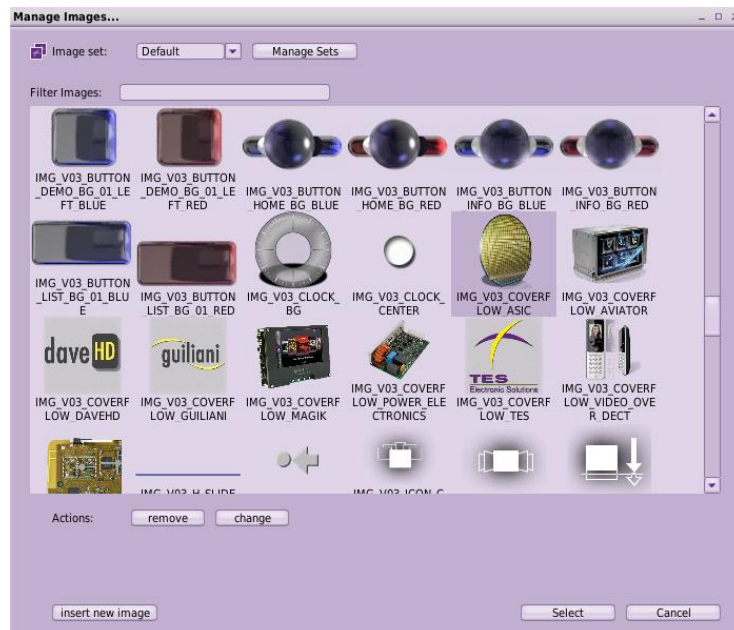 Manage Images...
Image set:
Default
Manage Sets
Filter Images:
IMG_V03_BUTTON
_DEMO_BG_01_LE
FT_BLUE
IMG_V03_BUTTON
_DEMO_BG_01_LE
FT_RED
IMG_V03_BUTTON
_HOME_BG_BLUE
IMG_V03_BUTTON
_HOME_BG_RED
IMG_V03_BUTTON
_INFO_BG_BLUE
IMG_V03_BUTTON
_INFO_BG_RED
IMG_V03_BUTTON
_LIST_BG_01_BLU
E
IMG_V03_BUTTON
_LIST_BG_01_RED
IMG_V03_CLOCK_
BG
IMG_V03_CLOCK_
CENTER
IMG_V03_COVERF
LOW_ASIC
IMG_V03_COVERF
LOW_AVIATOR
dave HD
guiliani
TES
Electronic Solutions
IMG_V03_COVERF
LOW_DAVEHD
IMG_V03_COVERF
LOW_GUILIANI
IMG_V03_COVERF
LOW_MAGIK
IMG_V03_COVERF
LOW_POWER_ELE
CTRONICS
IMG_V03_COVERF
LOW_TES
IMG_V03_COVERF
LOW_VIDEO_OVE
R_DECT
IMG_V03_H_SLIDE
IMG_V03_ICON_C
Actions:
remove
change
insert new image
Select
Cancel